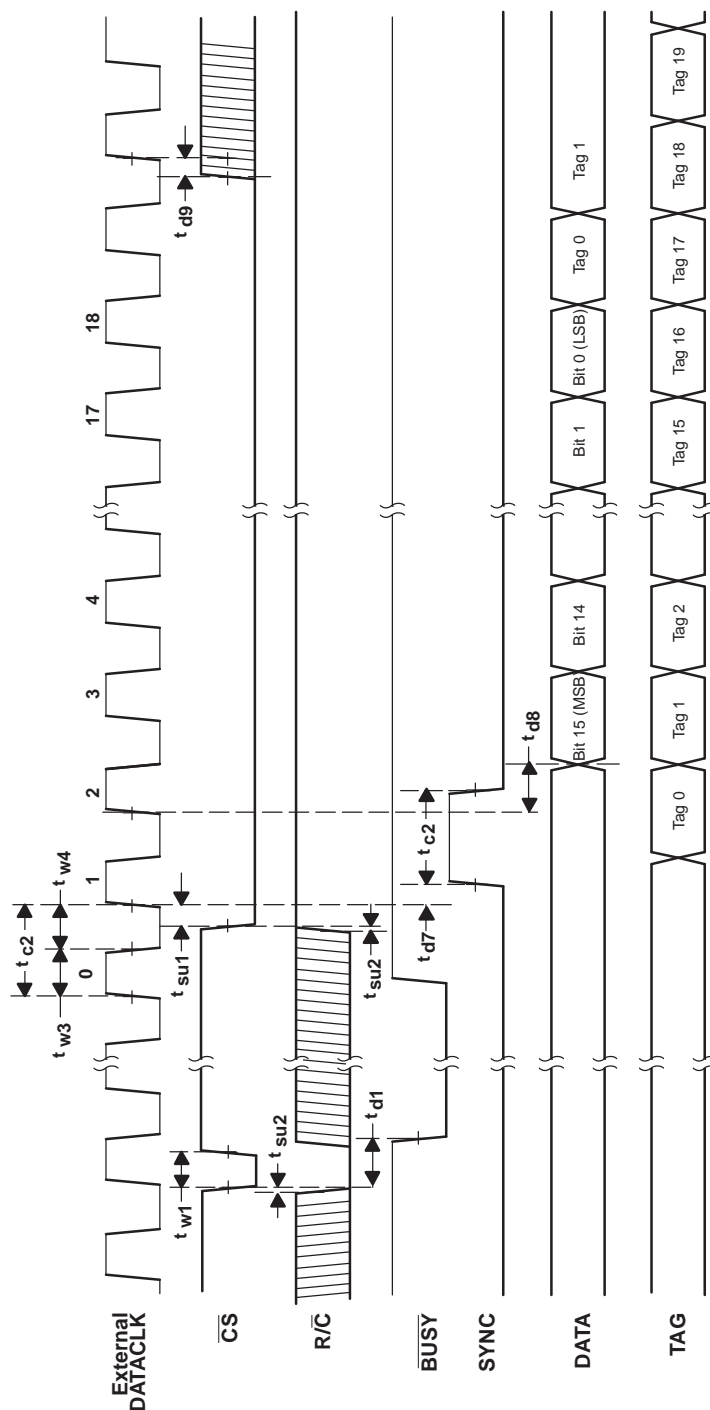 t c2
t w3 t w4
0 1 2 3 4 17 18
External
DATACLK
t w1 t su1 t d9
C̅S̅
t su2
R/C̅
t d1 t su2
B̅U̅S̅Y̅
t d7 t c2
SYNC
t d8
DATA Bit 15 (MSB) Bit 14 Bit 1 Bit 0 (LSB) Tag 0 Tag 1
TAG Tag 0 Tag 1 Tag 2 Tag 15 Tag 16 Tag 17 Tag 18 Tag 19